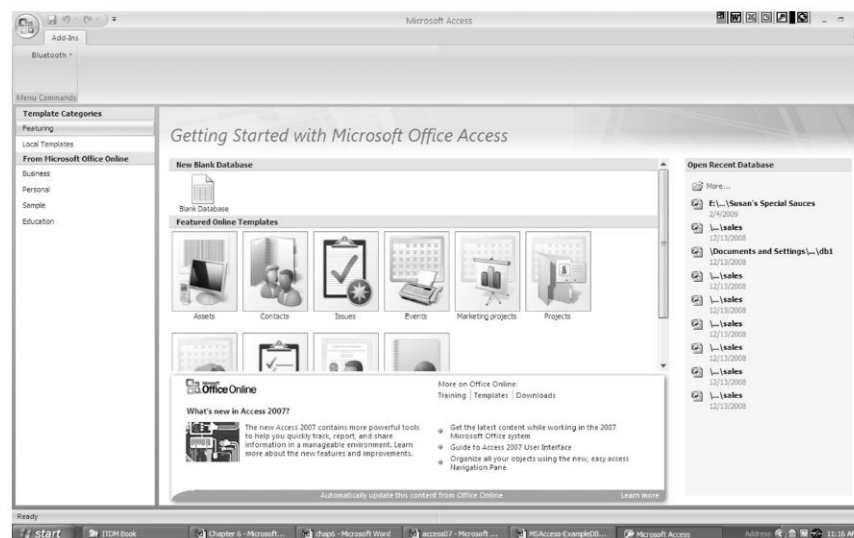 Microsoft Access
Add-Ins
Bluetooth
Menu Commands
Template Categories
Featuring
Local Templates
From Microsoft Office Online
Business
Personal
Sample
Education
Getting Started with Microsoft Office Access
New Blank Database
Blank Database
Featured Online Templates
Assets
Contacts
Issues
Events
Marketing projects
Projects
Microsoft
Office Online
More on Office Online:
Training | Templates | Downloads
What's new in Access 2007?
The new Access 2007 contains more powerful tools
to help you quickly track, report, and share
information in a manageable environment. Learn
more about the new features and improvements.
Get the latest content while working in the 2007
Microsoft Office system
Guide to Access 2007 User Interface
Organize all your objects using the new, easy access
Navigation Pane
Automatically update this content from Office Online
Learn more
Open Recent Database
More...
E:\...\Susan's Special Sauces
2/4/2009
\...\sales
12/13/2008
\Documents and Settings\...\db1
12/13/2008
\...\sales
12/13/2008
\...\sales
12/13/2008
\...\sales
12/13/2008
\...\sales
12/13/2008
\...\sales
12/13/2008
\...\sales
12/13/2008
Ready
start
ITDM Book
Chapter 6 - Microsoft...
chap6 - Microsoft Word
access07 - Microsoft ...
MSAccess-ExampleDB...
Microsoft Access
Address
11:16 AM